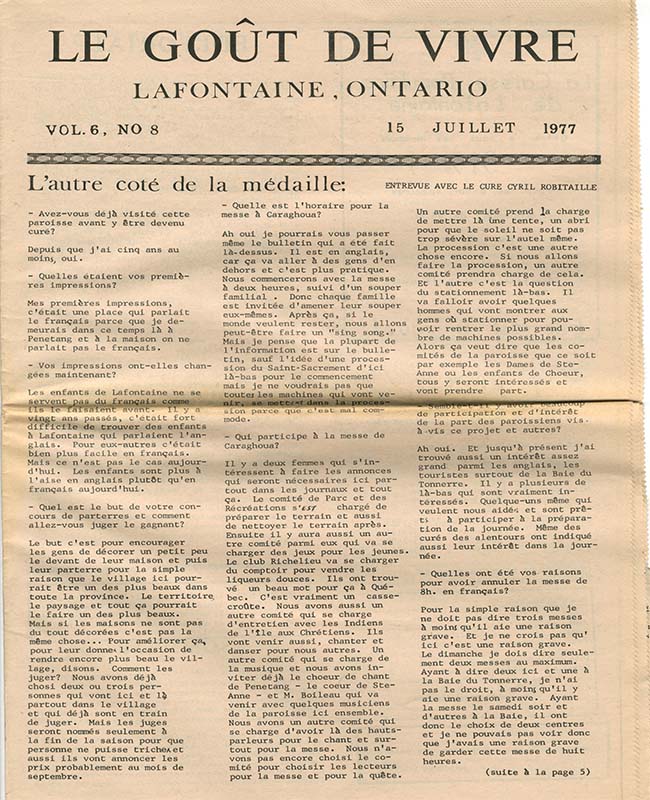 LE GOÛT DE VIVRE
LAFONTAINE, ONTARIO
VOL. 6, NO 8
15 JUILLET 1977
L'autre coté de la médaille:
ENTREVUE AVEC LE CURE CYRIL ROBITAILLE
- Avez-vous déjà visité cette
paroisse avant y être devenu
curé?
Depuis que j'ai cinq ans au
moins, oui.
- Quelles étaient vos premiè-
res impressions?
Mes premières impressions,
c'était une place qui parlait
le français parce que je de-
meurais dans ce temps là à
Penetang et à la maison on ne
parlait pas le français.
- Vos impressions ont-elles chan-
gées maintenant?
Les enfants de Lafontaine ne se
servent pas du français comme
ils le faisaient avant. Il y a
vingt ans passés, c'était fort
difficile de trouver des enfants
à Lafontaine qui parlaient l'an-
glais. Pour eux-autres c'était
bien plus facile en français.
Mais ce n'est pas le cas aujour-
d'hui. Les enfants sont plus à
l'aise en anglais plutôt qu'en
français aujourd'hui.
- Quel est le but de votre con-
cours de parterres et comment
allez-vous juger le gagnant?
Le but c'est pour encourager
les gens de décorer un petit peu
le devant de leur maison et puis
leur parterre pour la simple
raison que le village ici pour-
rait être un des plus beaux dans
toute la province. Le territoire,
le paysage et tout ça pourrait
le faire un des plus beaux.
Mais si les maisons ne sont pas
du tout décorées c'est pas la
même chose... Pour améliorer ça,
pour leur donner l'occasion de
rendre encore plus beau le vil-
lage, disons. Comment les
juger? Nous avons déjà
chosi deux ou trois per-
sonnes qui vont ici et là
partout dans le village
et qui déjà sont en train
de juger. Mais les juges
seront nommés seulement à
la fin de la saison pour que
personne ne puisse tricher et
aussi ils vont annoncer les
prix probablement au mois de
septembre.
- Quelle est l'horaire pour la
messe à Caraghoua?
Ah oui je pourrais vous passer
même le bulletin qui a été fait
là-dessus. Il est en anglais,
car ça va aller à des gens d'en
dehors et c'est plus pratique.
Nous commencerons avec la messe
à deux heures, suivi d'un souper
familial. Donc chaque famille
est invitée d'amener leur souper
eux-mêmes. Après ça, si le
monde veulent rester, nous allons
peut-être faire un "sing song."
Mais je pense que la plupart de
l'information est sur le bulle-
tin, sauf l'idée d'une proces-
sion du Saint-Sacrement d'ici
là-bas pour le commencement
mais je ne voudrais pas que
toutes les machines qui vont ve-
nir, se mettent dans la proces-
sion parce que c'est mal com-
mode.
- Qui participe à la messe de
Caraghoua?
Il y a deux femmes qui s'in-
téressent à faire les annonces
qui seront nécessaires ici par-
tout dans les journaux et tout
ça. Le comité de Parc et des
Récréations s'est chargé de
préparer le terrain et aussi
de nettoyer le terrain après.
Ensuite il y aura aussi un au-
tre comité parmi eux qui va se
charger des jeux pour les jeunes.
Le club Richelieu va se charger
du comptoir pour vendre les
liqueurs douces. Ils ont trou-
vé un beau mot pour ça à Qué-
bec. C'est vraiment un casse-
croûte. Nous avons aussi un
autre comité qui se charge
d'entretien avec les Indiens
de l'Ile aux Chrétiens. Ils
vont venir aussi, chanter et
danser pour nous autres. Un
autre comité qui se charge de
la musique et nous avons in-
viter déjà le choeur de chant
de Penetang - le coeur de Ste-
Anne - et M. Boileau qui va
venir avec quelques musiciens
de la paroisse ici ensemble.
Nous avons un autre comité qui
se charge d'avoir là des hauts-
parleurs pour le chant et sur-
tout pour la messe. Nous n'a-
vons pas encore choisi le co-
mité pour choisir les lecteurs
pour la messe et pour la quête.
Un autre comité prend la charge
de mettre là une tente, un abri
pour que le soleil ne soit pas
trop sévère sur l'autel même.
La procession c'est une autre
chose encore. Si nous allons
faire la procession, un autre
comité prendra charge de cela.
Et l'autre c'est la question
du stationnement là-bas. Il
va falloir avoir quelques
hommes qui vont montrer aux
gens où stationner pour pou-
voir rentrer le plus grand nom-
bre de machines possibles.
Alors ça veut dire que les co-
mités de la paroisse que ce soit
par exemple les Dames de Ste-
Anne ou les enfants de Choeur,
tous y seront intéressés et
vont prendre part.
beaucoup
de participation et d'intérêt
de la part des paroissiens vis-
à-vis ce projet et autres?
Ah oui. Et jusqu'à présent j'ai
trouvé aussi un intérêt assez
grand parmi les anglais, les
touristes surtout de la Baie du
Tonnerre. Il y a plusieurs de
là-bas qui sont vraiment in-
téressés. Quelque-uns même qui
veulent nous aider et sont prê-
ts à participer à la prépara-
tion de la journée. Même des
curés des alentours ont indiqué
aussi leur intérêt dans la jour-
née.
- Quelles ont été vos raisons
pour avoir annuler la messe de
8h. en français?
Pour la simple raison que je
ne doit pas dire trois messes
à moins qu'il aie une raison
grave. Et je ne crois pas qu'
ici c'est une raison grave.
Le dimanche je dois dire seule-
ment deux messes au maximum.
Ayant à dire deux ici et une à
la Baie du Tonnerre, je n'ai
pas le droit, à moins qu'il y
aie une raison grave. Ayant
la messe le samedi soir et
d'autres à la Baie, il ont
donc le choix de deux centres
et je ne pouvais pas voir donc
que j'avais une raison grave
de garder cette messe de huit
heures.
(suite à la page 5)